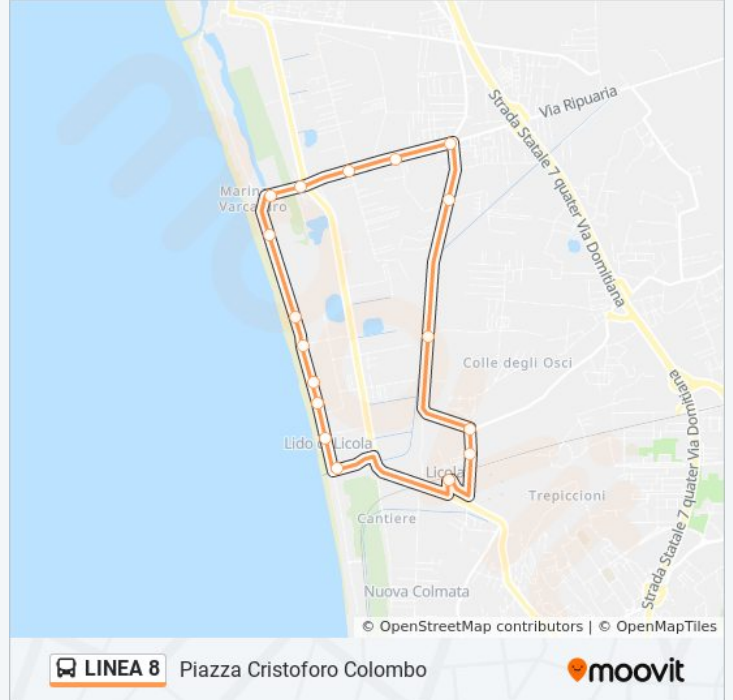 Via Ripuaria
Strada Statale 7 quater Via Domitiana
Marina
Varcaturo
Colle degli Osci
Via Domitiana
Lido di Licola
Licola
Trepiccioni
Cantiere
Strada Statale 7 quater
Nuova Colmata
© OpenStreetMap contributors | © OpenMapTiles
LINEA 8 Piazza Cristoforo Colombo moovit